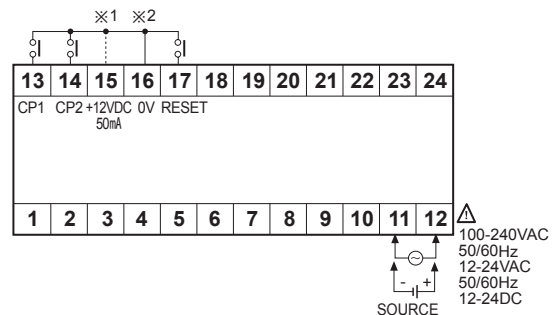 ※1 ※2
13 14 15 16 17 18 19 20 21 22 23 24
CP1 CP2 +12VDC 0V RESET
50mA
1 2 3 4 5 6 7 8 9 10 11 12
100-240VAC
50/60Hz
12-24VAC
50/60Hz
12-24DC
- +
SOURCE